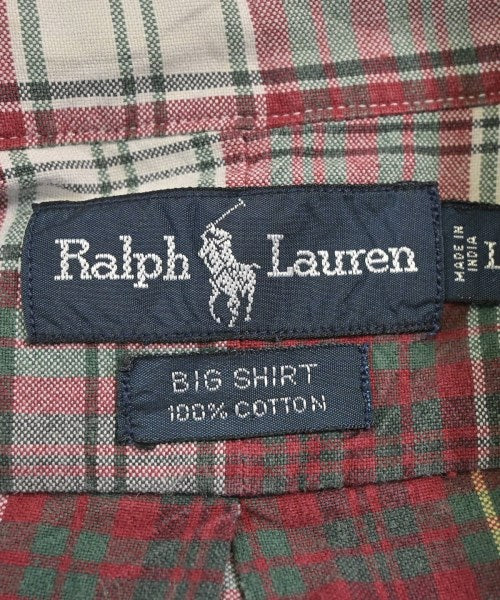 Ralph Lauren
MADE IN
INDIA
L
BIG SHIRT
100% COTTON